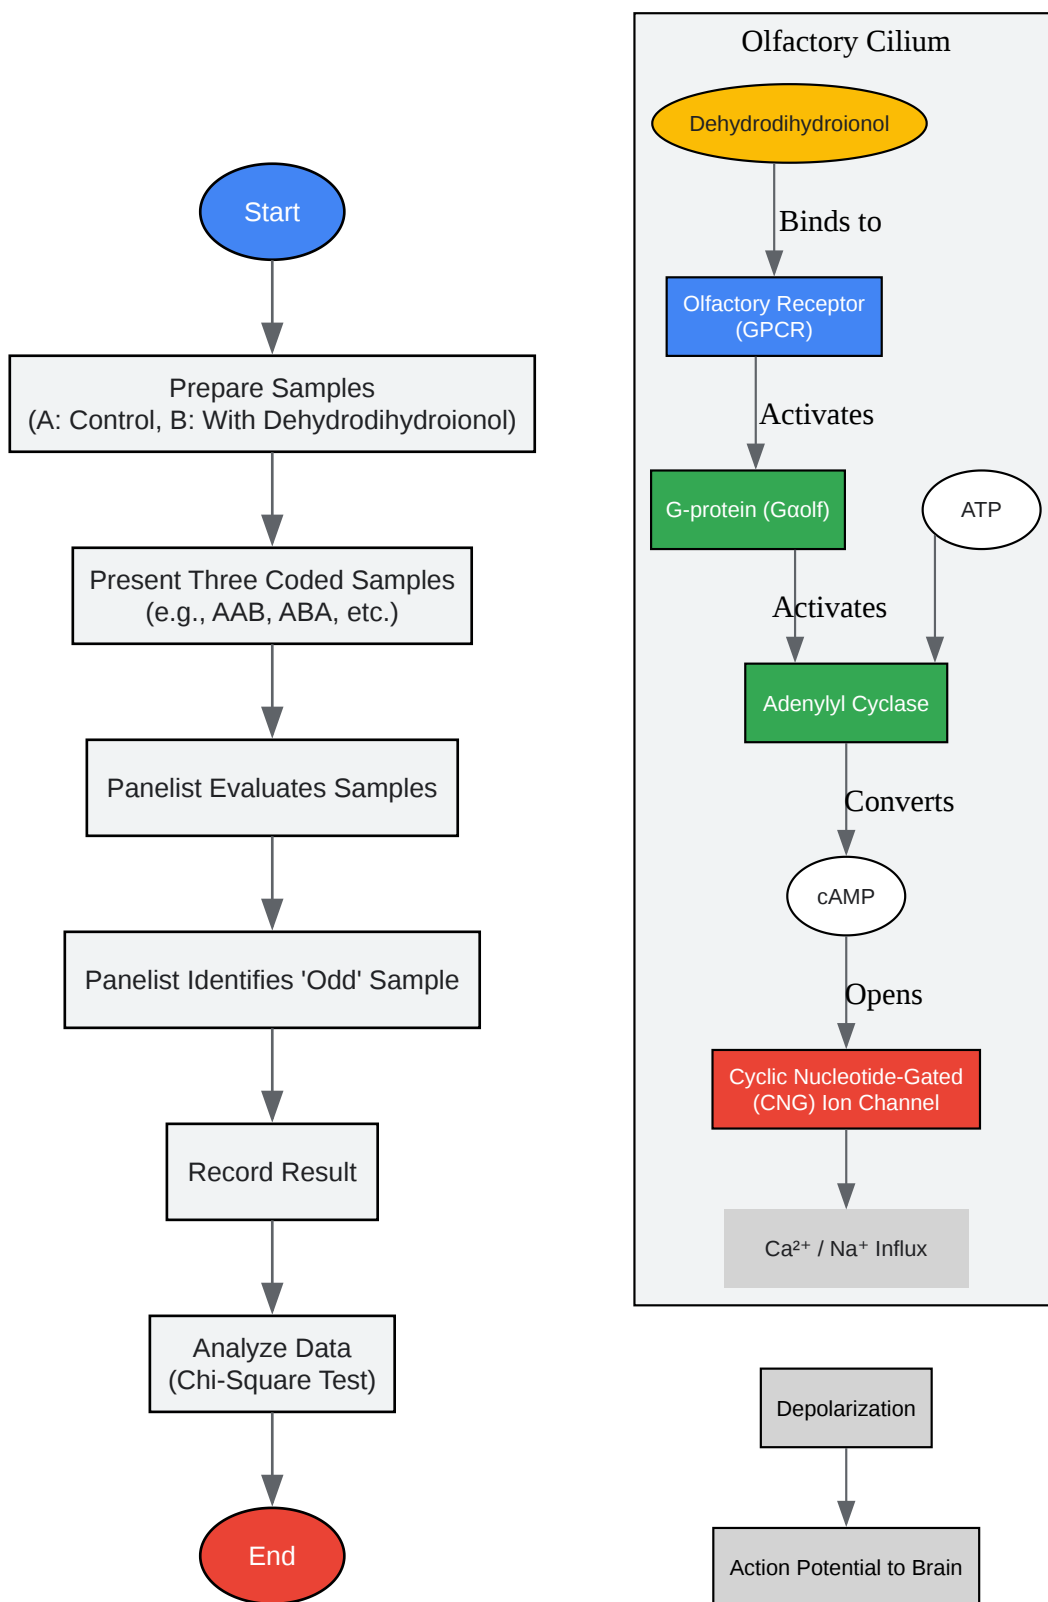 Start
Prepare Samples
(A: Control, B: With Dehydrodihydroionol)
Present Three Coded Samples
(e.g., AAB, ABA, etc.)
Panelist Evaluates Samples
Panelist Identifies 'Odd' Sample
Record Result
Analyze Data
(Chi-Square Test)
End
Olfactory Cilium
Dehydrodihydroionol
Binds to
Olfactory Receptor
(GPCR)
Activates
G-protein (Gαolf)
ATP
Activates
Adenylyl Cyclase
Converts
cAMP
Opens
Cyclic Nucleotide-Gated
(CNG) Ion Channel
Ca²⁺ / Na⁺ Influx
Depolarization
Action Potential to Brain